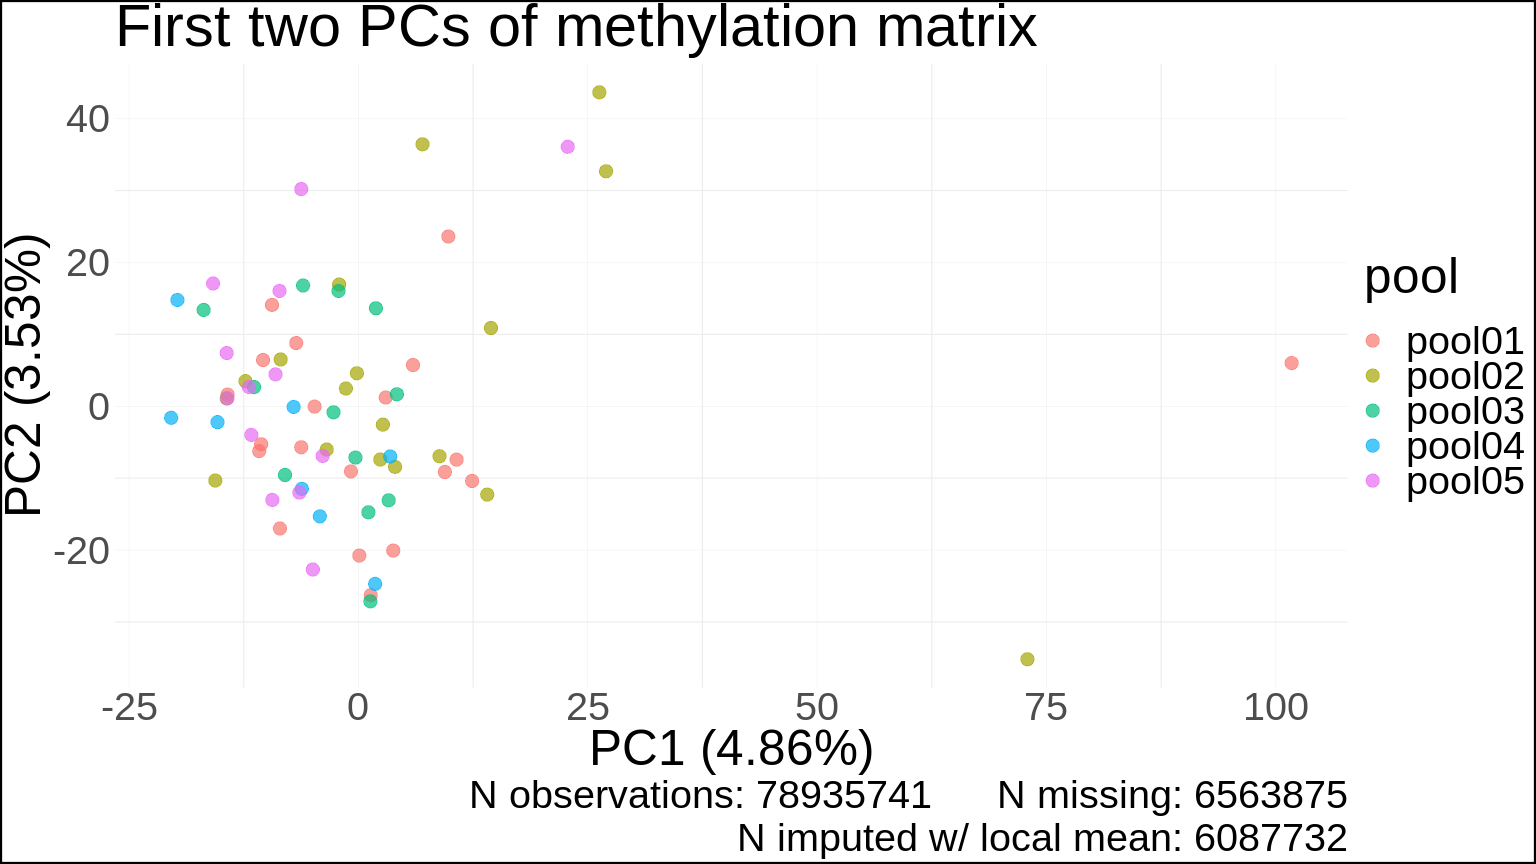 First two PCs of methylation matrix
PC2 (3.53%)
40
20
0
-20
-25 0 25 50 75 100
PC1 (4.86%)
pool
pool01
pool02
pool03
pool04
pool05
N observations: 78935741 N missing: 6563875
N imputed w/ local mean: 6087732